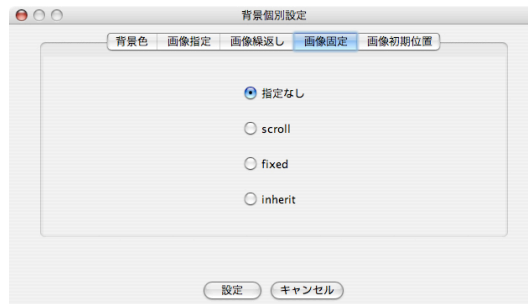 背景個別設定
背景色 画像指定 画像繰返し 画像固定 画像初期位置
指定なし
scroll
fixed
inherit
設定 キャンセル